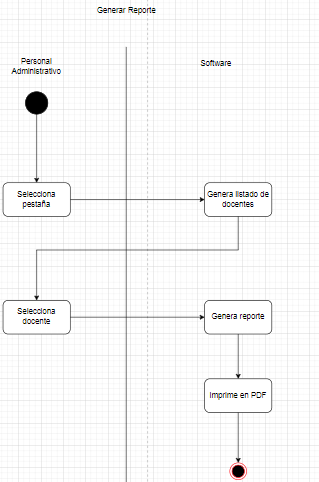 Generar Reporte
Personal
Administrativo
Software
Selecciona
pestaña
Genera listado de
docentes
Selecciona
docente
Genera reporte
Imprime en PDF